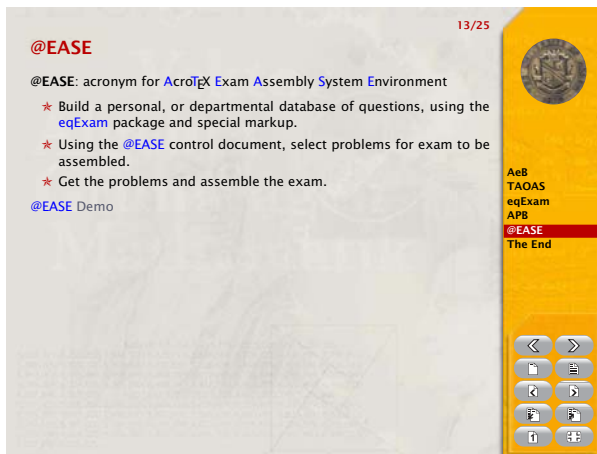 13/25
@EASE
@EASE: acronym for AcroTEX Exam Assembly System Environment
✶ Build a personal, or departmental database of questions, using the
eqExam package and special markup.
✶ Using the @EASE control document, select problems for exam to be
assembled.
✶ Get the problems and assemble the exam.
@EASE Demo
AeB
TAOAS
eqExam
APB
@EASE
The End